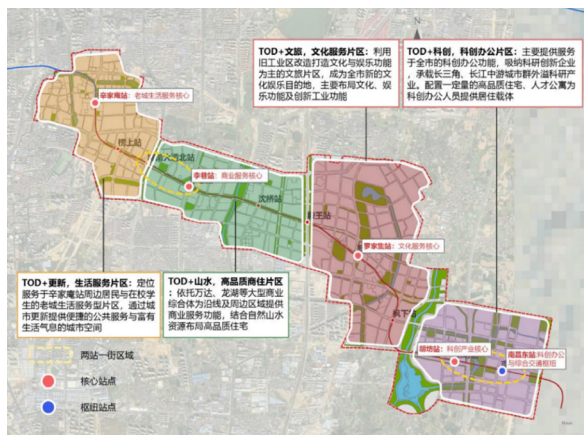 TOD+文旅，文化服务片区：利用
旧工业区改造打造文化与娱乐功能
为主的文旅片区，成为全市新的文
化娱乐目的地，主要布局文化、娱
乐功能及创新工业功能
TOD+科创，科创办公片区：主要提供服
务于全市的科创办公功能，吸纳科研创新企业，
承载长三角、长江中游城市群外溢科研产
业。配置一定量的高品质住宅、人才公寓为
科创办公人员提供居住载体
辛家庵站：老城生活服务核心
李巷站：商业服务核心
沈桥站
罗家集站：文化服务核心
胡坊站：科创产业核心
南昌东站:科创办公
与综合交通枢纽
TOD+更新，生活服务片区：定位
服务于辛家庵站周边居民与在校学
生的老城生活服务型片区，通过城
市更新提供便捷的公共服务与富有
生活气息的城市空间
TOD+山水，高品质商住片区
：依托万达、龙湖等大型商业
综合体为沿线及周边区域提供
商业服务功能，结合自然山水
资源布局高品质住宅
两站一街区域
核心站点
枢纽站点